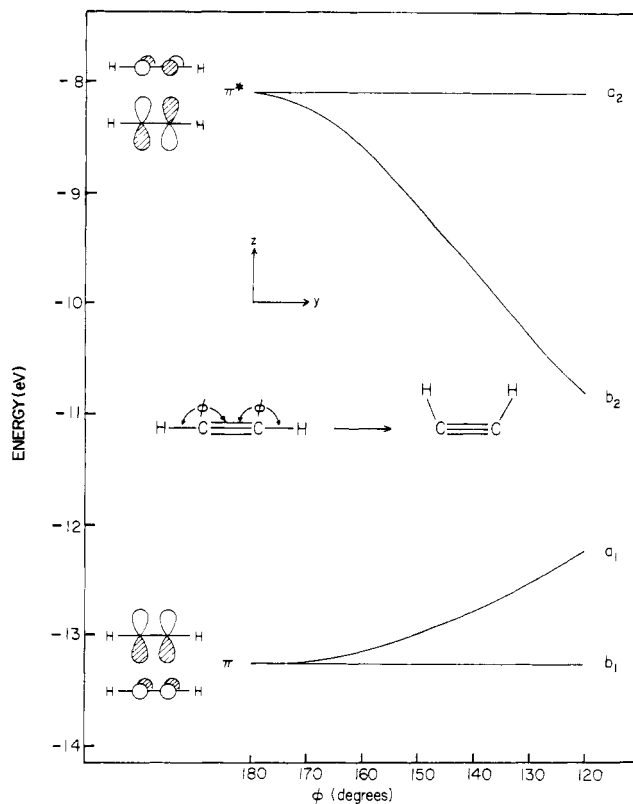 H H
-8
π*
a₂
H H
-8
z
-10
y
ENERGY (eV)
H H
b₂
φ φ
-11
H C C H
C C
-12
a₁
H H
-13
π
b₁
H H
-14
180 170 160 150 140 130 120
φ (degrees)